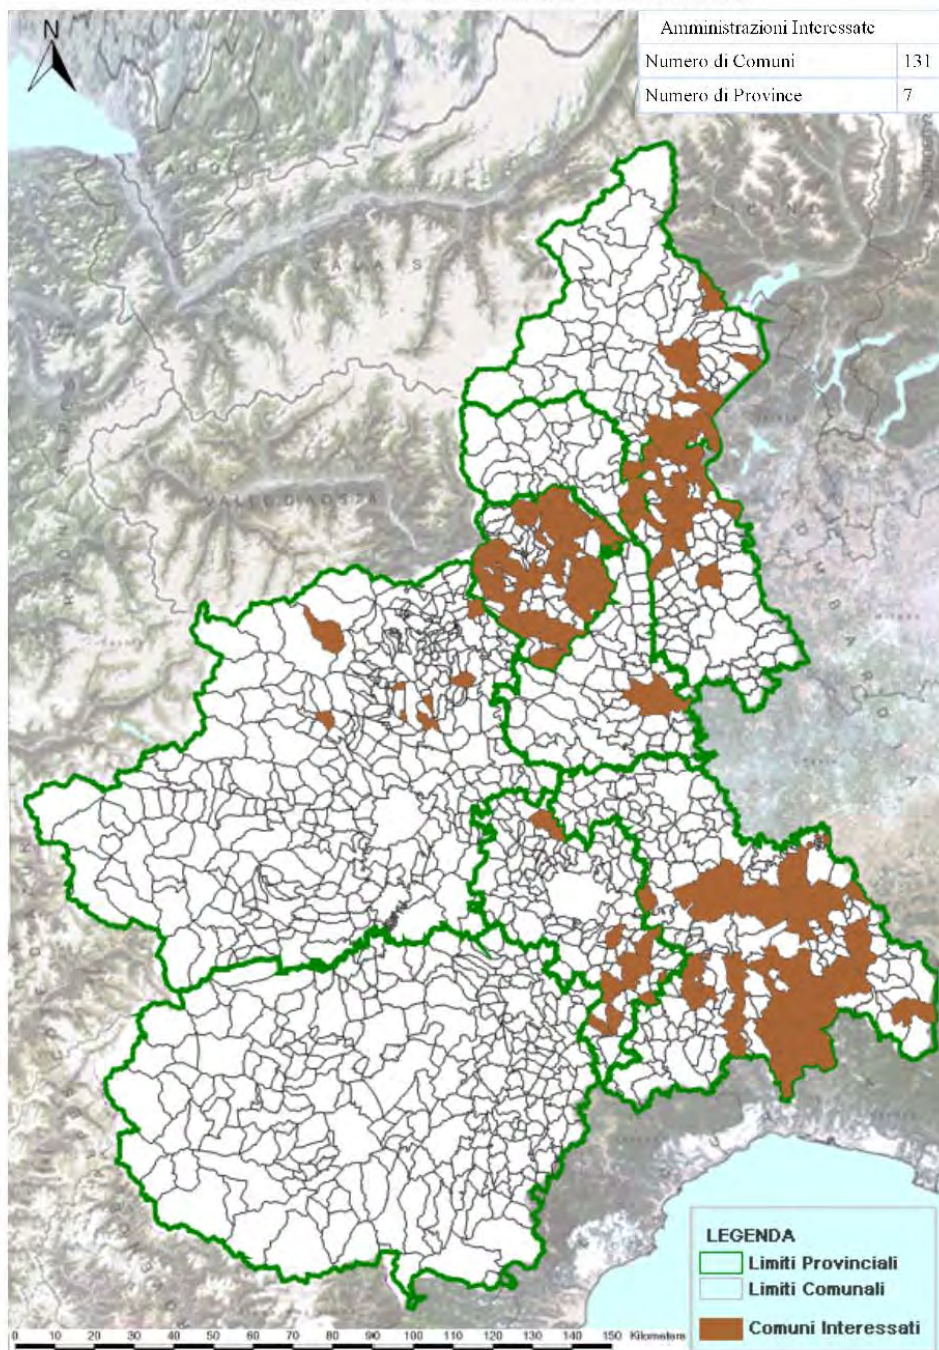 Amministrazioni Interessate
Numero di Comuni 131
Numero di Province 7
N
VALLE D'AOSTA
TICINO
LEGENDA
Limiti Provinciali
Limiti Comunali
Comuni Interessati
0 10 20 30 40 50 60 70 80 90 100 110 120 130 140 150 Kilometers